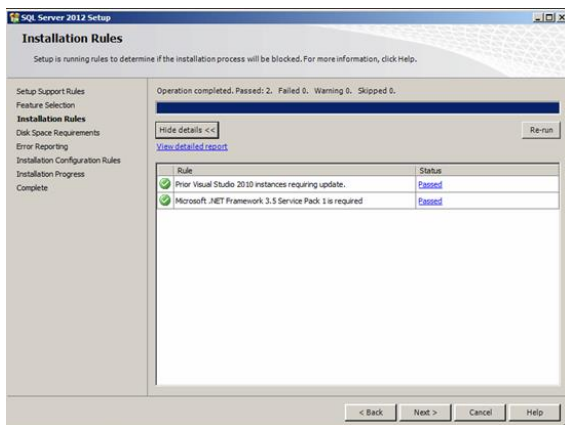 SQL Server 2012 Setup
Installation Rules
Setup is running rules to determine if the installation process will be blocked. For more information, click Help.
Setup Support Rules
Feature Selection
Installation Rules
Disk Space Requirements
Error Reporting
Installation Configuration Rules
Installation Progress
Complete
Operation completed. Passed: 2. Failed 0. Warning 0. Skipped 0.
Hide details <<
Re-run
View detailed report
Rule Status
Prior Visual Studio 2010 instances requiring update. Passed
Microsoft .NET Framework 3.5 Service Pack 1 is required Passed
< Back Next > Cancel Help